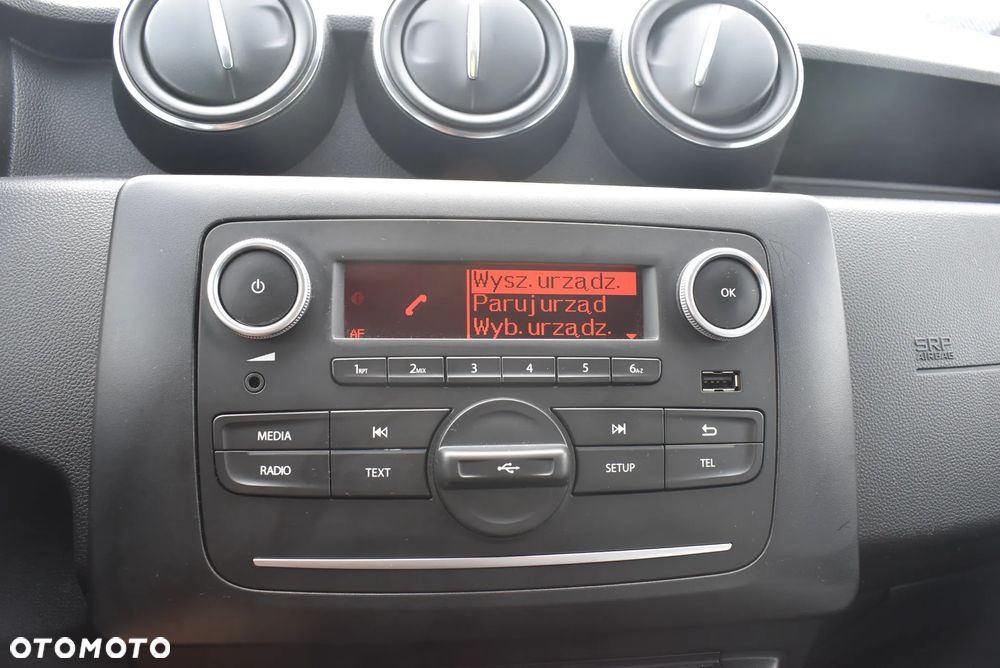 SRP
AIRBAG
OK
Wysz.urządz.
Parujurząd
Wyb.urządz.
AF
1RPT 2MIX 3 4 5 6A-Z
MEDIA
RADIO TEXT SETUP TEL
OTOMOTO